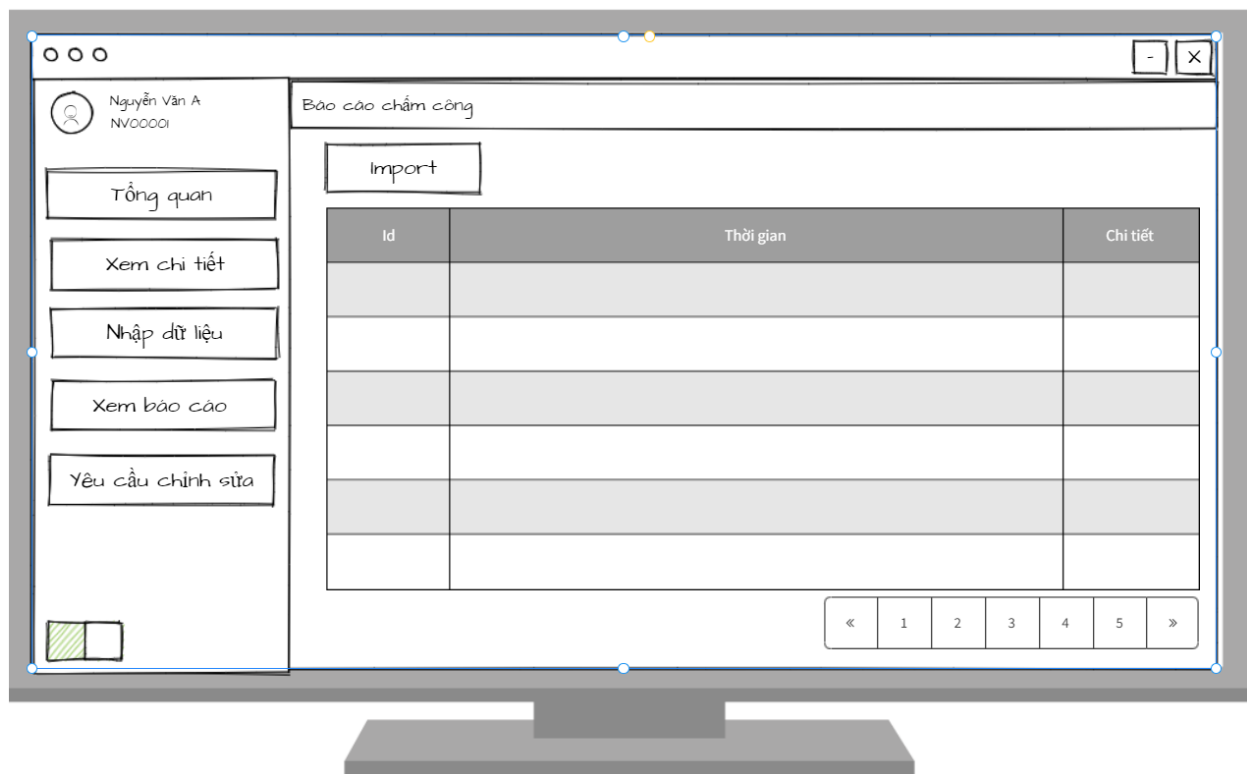 - X
Nguyễn Văn A
NV00001
Báo cáo chấm công
Import
Tổng quan
Xem chi tiết
Nhập dữ liệu
Xem báo cáo
Yêu cầu chỉnh sửa
Id Thời gian Chi tiết
« 1 2 3 4 5 »